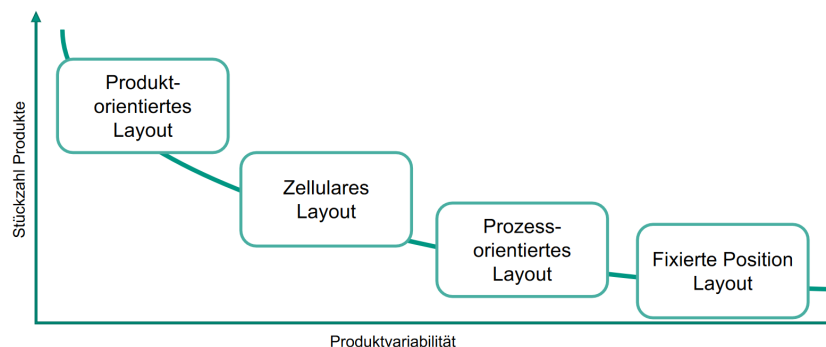 Produkt-
orientiertes
Layout
Zellulares
Layout
Prozess-
orientiertes
Layout
Fixierte Position
Layout
Stückzahl Produkte
Produktvariabilität